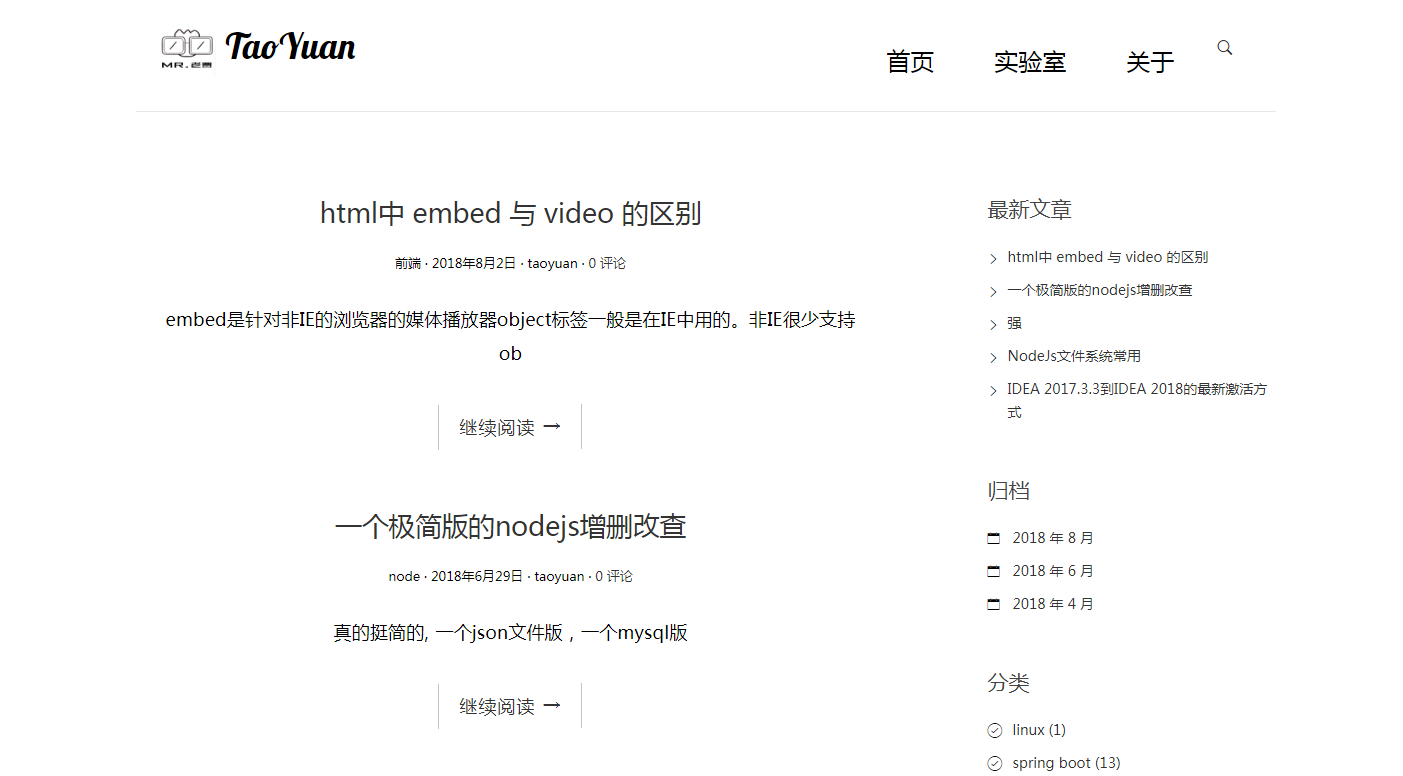 TaoYuan
首页 实验室 关于
html中 embed 与 video 的区别
前端 · 2018年8月2日 · taoyuan · 0 评论
embed是针对非IE的浏览器的媒体播放器object标签一般是在IE中用的。非IE很少支持
ob
继续阅读 →
一个极简版的nodejs增删改查
node · 2018年6月29日 · taoyuan · 0 评论
真的挺简的, 一个json文件版，一个mysql版
继续阅读 →
最新文章
html中 embed 与 video 的区别
一个极简版的nodejs增删改查
强
NodeJs文件系统常用
IDEA 2017.3.3到IDEA 2018的最新激活方
式
归档
2018 年 8 月
2018 年 6 月
2018 年 4 月
分类
linux (1)
spring boot (13)